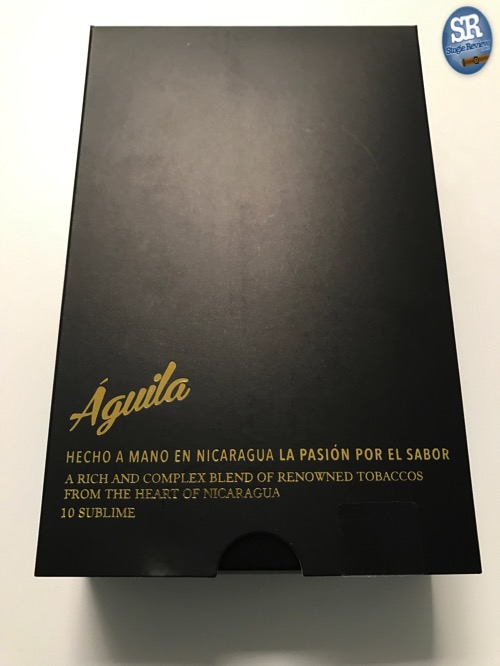 SR
Stogie Review
Águila
HECHO A MANO EN NICARAGUA LA PASIÓN POR EL SABOR
A RICH AND COMPLEX BLEND OF RENOWNED TOBACCOS
FROM THE HEART OF NICARAGUA
10 SUBLIME